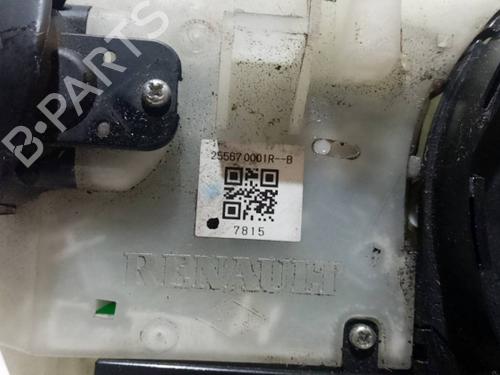 B-PARTS
255670001R--B
7815
RENAULT